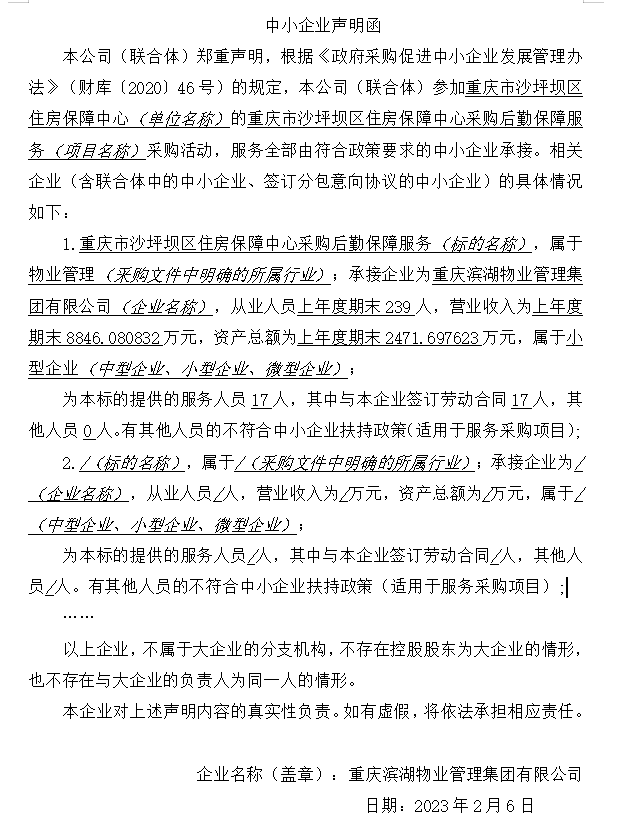 中小企业声明函
本公司（联合体）郑重声明，根据《政府采购促进中小企业发展管理办
法》（财库〔2020〕46号）的规定，本公司（联合体）参加重庆市沙坪坝区
住房保障中心（单位名称）的重庆市沙坪坝区住房保障中心采购后勤保障服
务（项目名称）采购活动，服务全部由符合政策要求的中小企业承接。相关
企业（含联合体中的中小企业、签订分包意向协议的中小企业）的具体情况
如下：
1.重庆市沙坪坝区住房保障中心采购后勤保障服务（标的名称），属于
物业管理（采购文件中明确的所属行业）；承接企业为重庆滨湖物业管理集
团有限公司（企业名称），从业人员上年度期末239人，营业收入为上年度
期末8846.080832万元，资产总额为上年度期末2471.697623万元，属于小
型企业（中型企业、小型企业、微型企业）；
为本标的提供的服务人员17人，其中与本企业签订劳动合同17人，其
他人员0人。有其他人员的不符合中小企业扶持政策（适用于服务采购项目）；
2./（标的名称），属于/（采购文件中明确的所属行业）；承接企业为/
（企业名称），从业人员/人，营业收入为/万元，资产总额为/万元，属于/
（中型企业、小型企业、微型企业）；
为本标的提供的服务人员/人，其中与本企业签订劳动合同/人，其他人
员/人。有其他人员的不符合中小企业扶持政策（适用于服务采购项目）;
……
以上企业，不属于大企业的分支机构，不存在控股股东为大企业的情形，
也不存在与大企业的负责人为同一人的情形。
本企业对上述声明内容的真实性负责。如有虚假，将依法承担相应责任。
企业名称（盖章）：重庆滨湖物业管理集团有限公司
日期：2023年2月6日